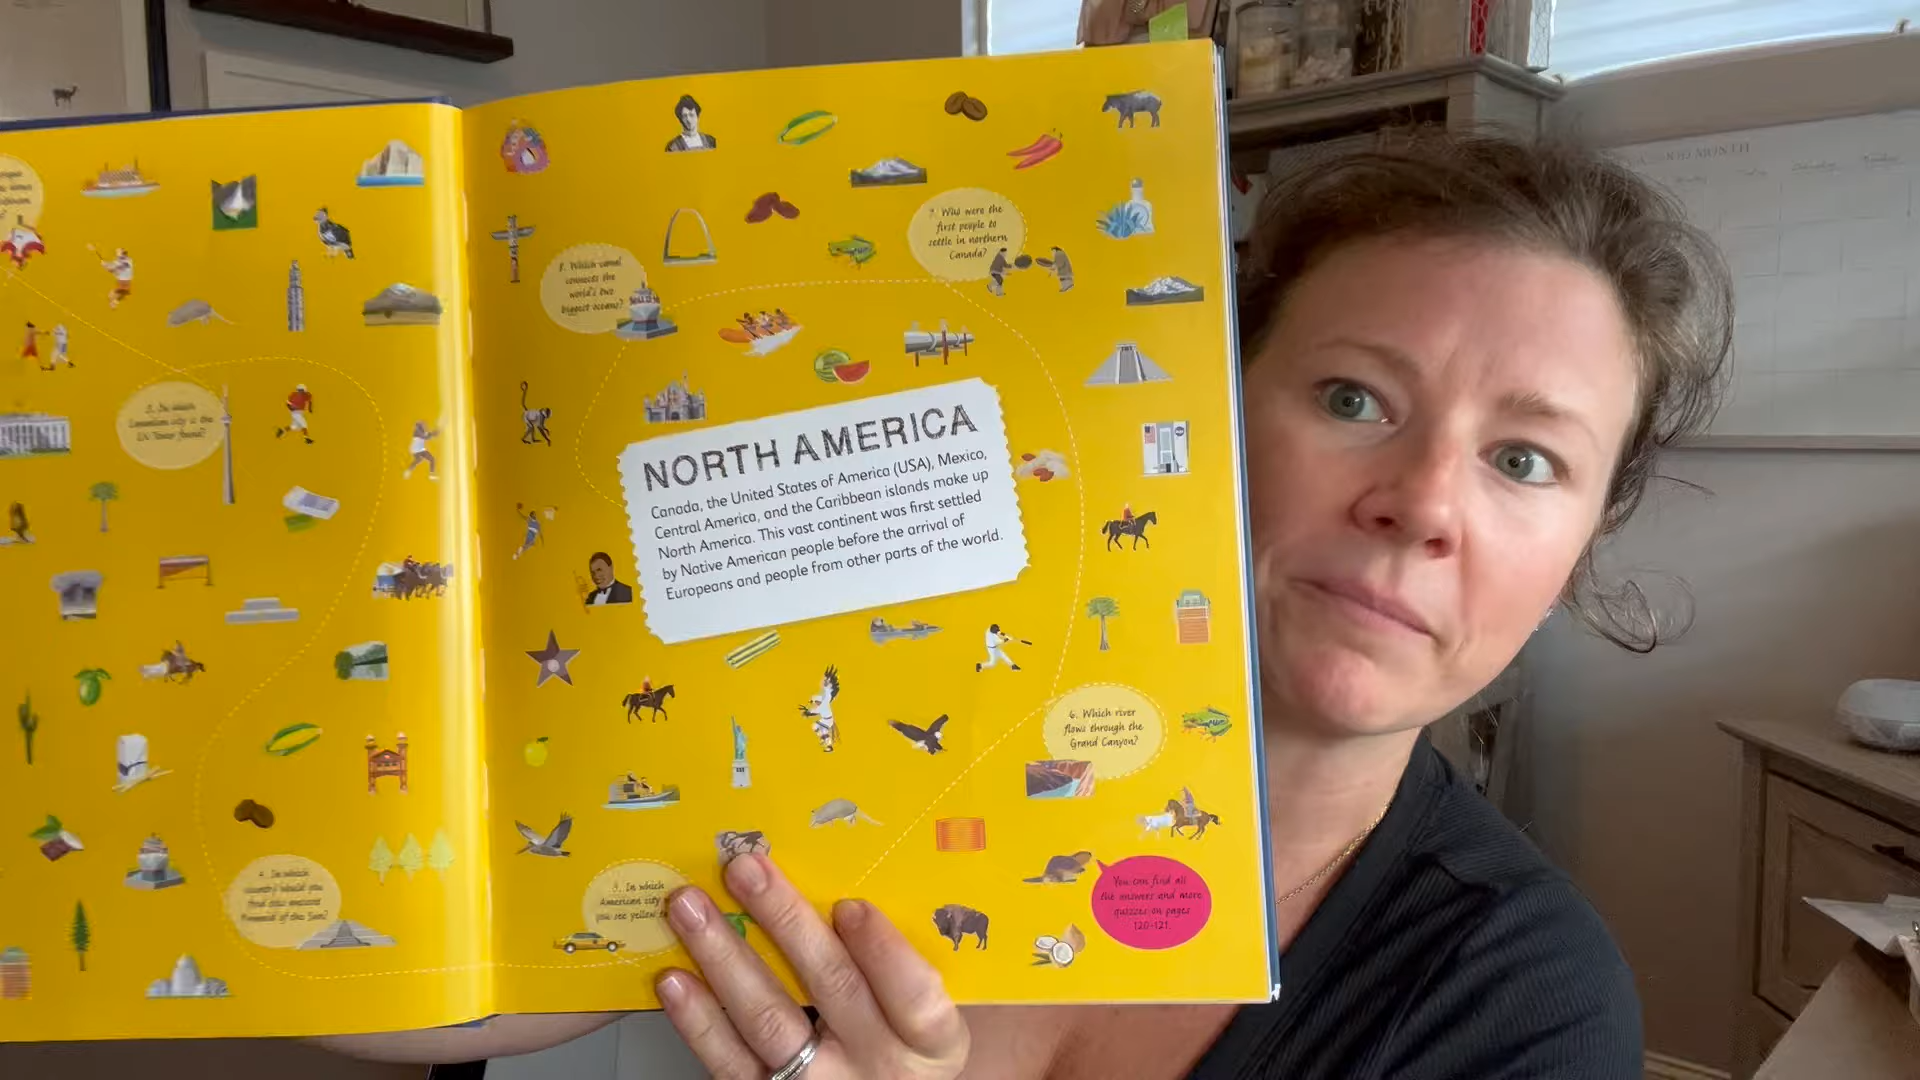 3. In which
Canadian city is the
CN Tower found?
4. In which
country would you
find the ancient
Pyramid of the Sun?
8. Which canal
connects the
world's two
biggest oceans?
7. Who were the
first people to
settle in northern
Canada?
NORTH AMERICA
Canada, the United States of America (USA), Mexico,
Central America, and the Caribbean islands make up
North America. This vast continent was first settled
by Native American people before the arrival of
Europeans and people from other parts of the world.
6. Which river
flows through the
Grand Canyon?
In which
American city
you see yellow
You can find all
the answers and more
quizzes on pages
120-121.
MONTH